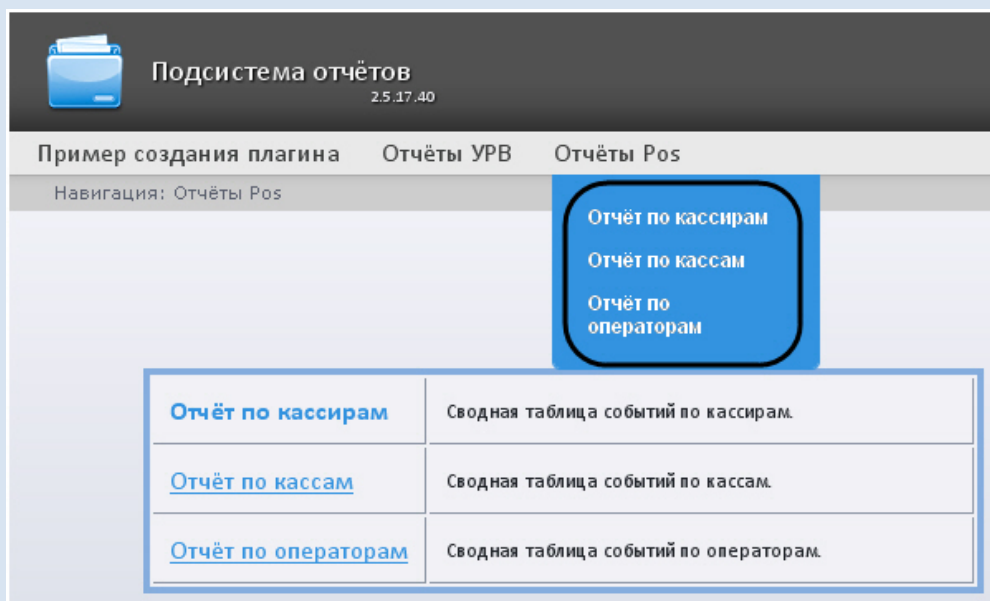 Подсистема отчётов
2.5.17.40
Пример создания плагина Отчёты УРВ Отчёты Pos
Навигация: Отчёты Pos
Отчёт по кассирам
Отчёт по кассам
Отчёт по
операторам
Отчёт по кассирам Сводная таблица событий по кассирам.
Отчёт по кассам Сводная таблица событий по кассам.
Отчёт по операторам Сводная таблица событий по операторам.